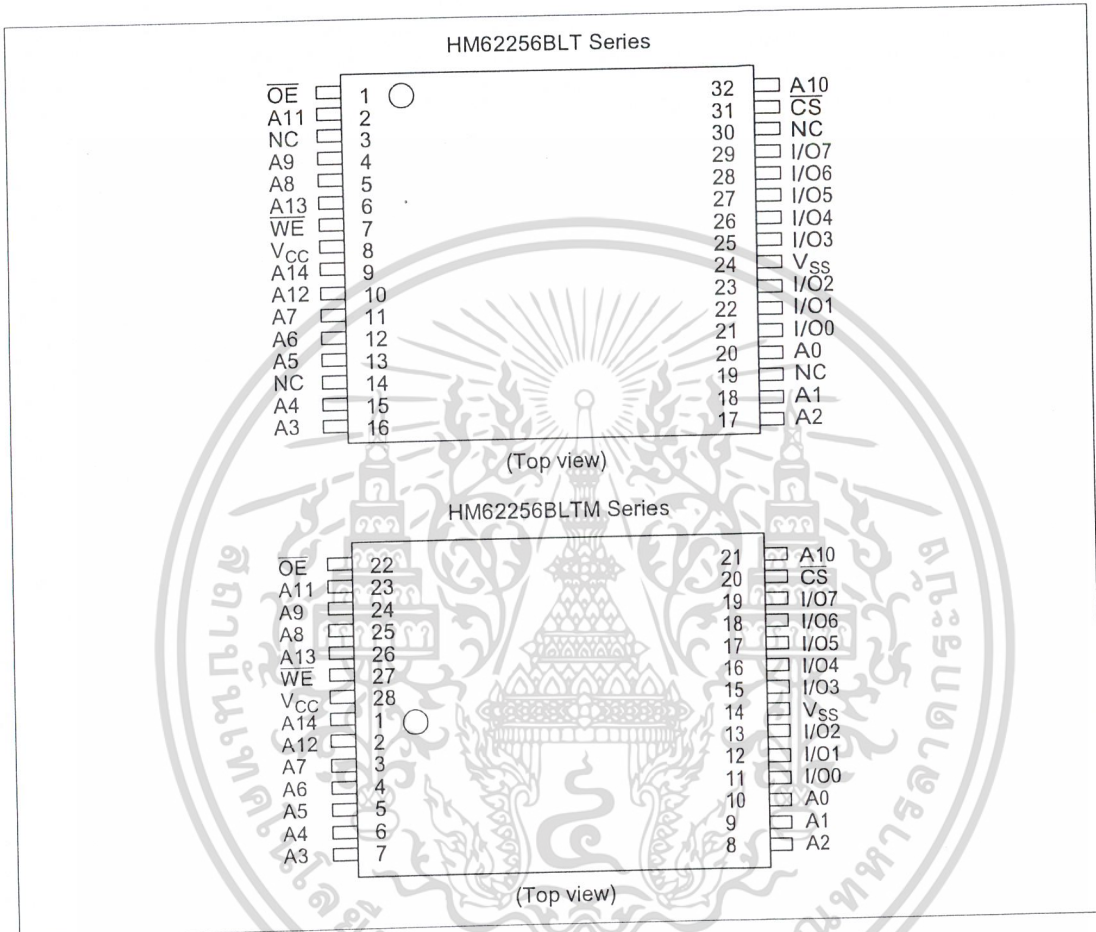 HM62256BLT Series
OE 1 32 A10
A11 2 31 CS
NC 3 30 NC
A9 4 29 I/O7
A8 5 28 I/O6
A13 6 27 I/O5
WE 7 26 I/O4
VCC 8 25 I/O3
A14 9 24 VSS
A12 10 23 I/O2
A7 11 22 I/O1
A6 12 21 I/O0
A5 13 20 A0
NC 14 19 NC
A4 15 18 A1
A3 16 17 A2
(Top view)
HM62256BLTM Series
OE 22 21 A10
A11 23 20 CS
A9 24 19 I/O7
A8 25 18 I/O6
A13 26 17 I/O5
WE 27 16 I/O4
VCC 28 15 I/O3
A14 1 14 VSS
A12 2 13 I/O2
A7 3 12 I/O1
A6 4 11 I/O0
A5 5 10 A0
A4 6 9 A1
A3 7 8 A2
(Top view)